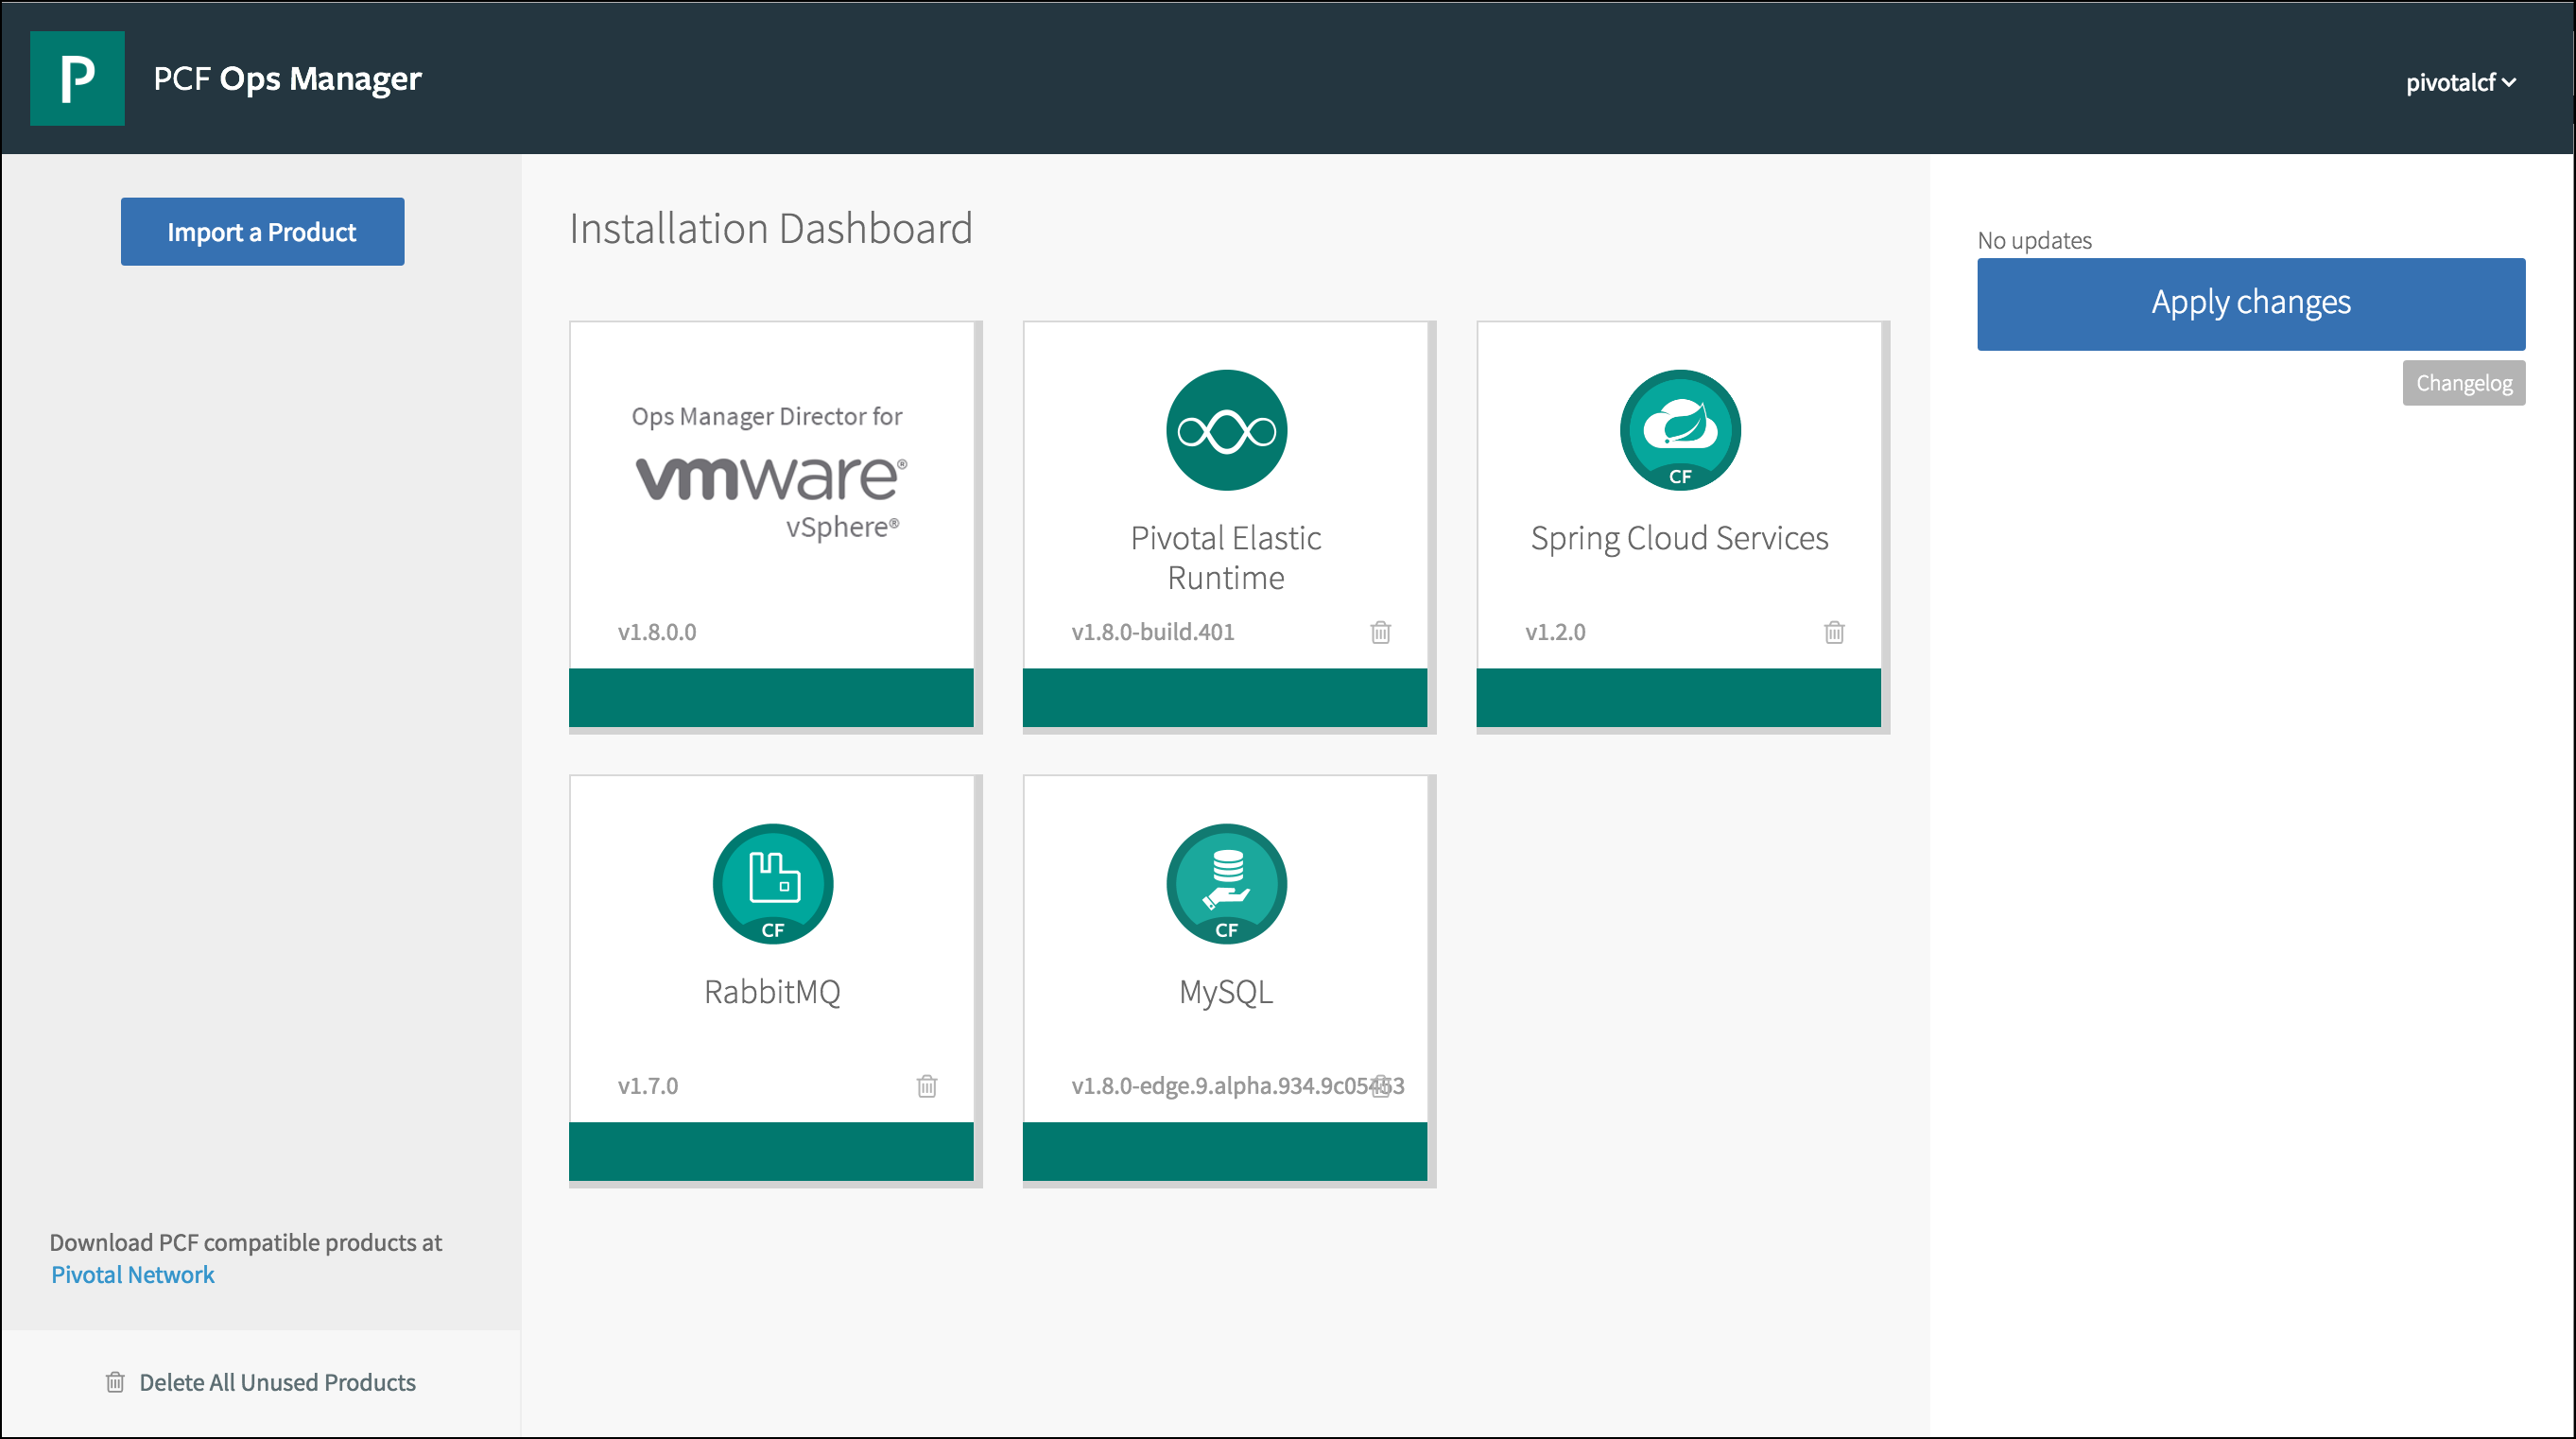 P
PCF Ops Manager
pivotalcf
Import a Product
Installation Dashboard
No updates
Apply changes
Changelog
Ops Manager Director for
vmware®
vSphere®
v1.8.0.0
Pivotal Elastic
Runtime
v1.8.0-build.401
CF
Spring Cloud Services
v1.2.0
CF
RabbitMQ
v1.7.0
CF
MySQL
v1.8.0-edge.9.alpha.934.9c05453
Download PCF compatible products at
Pivotal Network
Delete All Unused Products